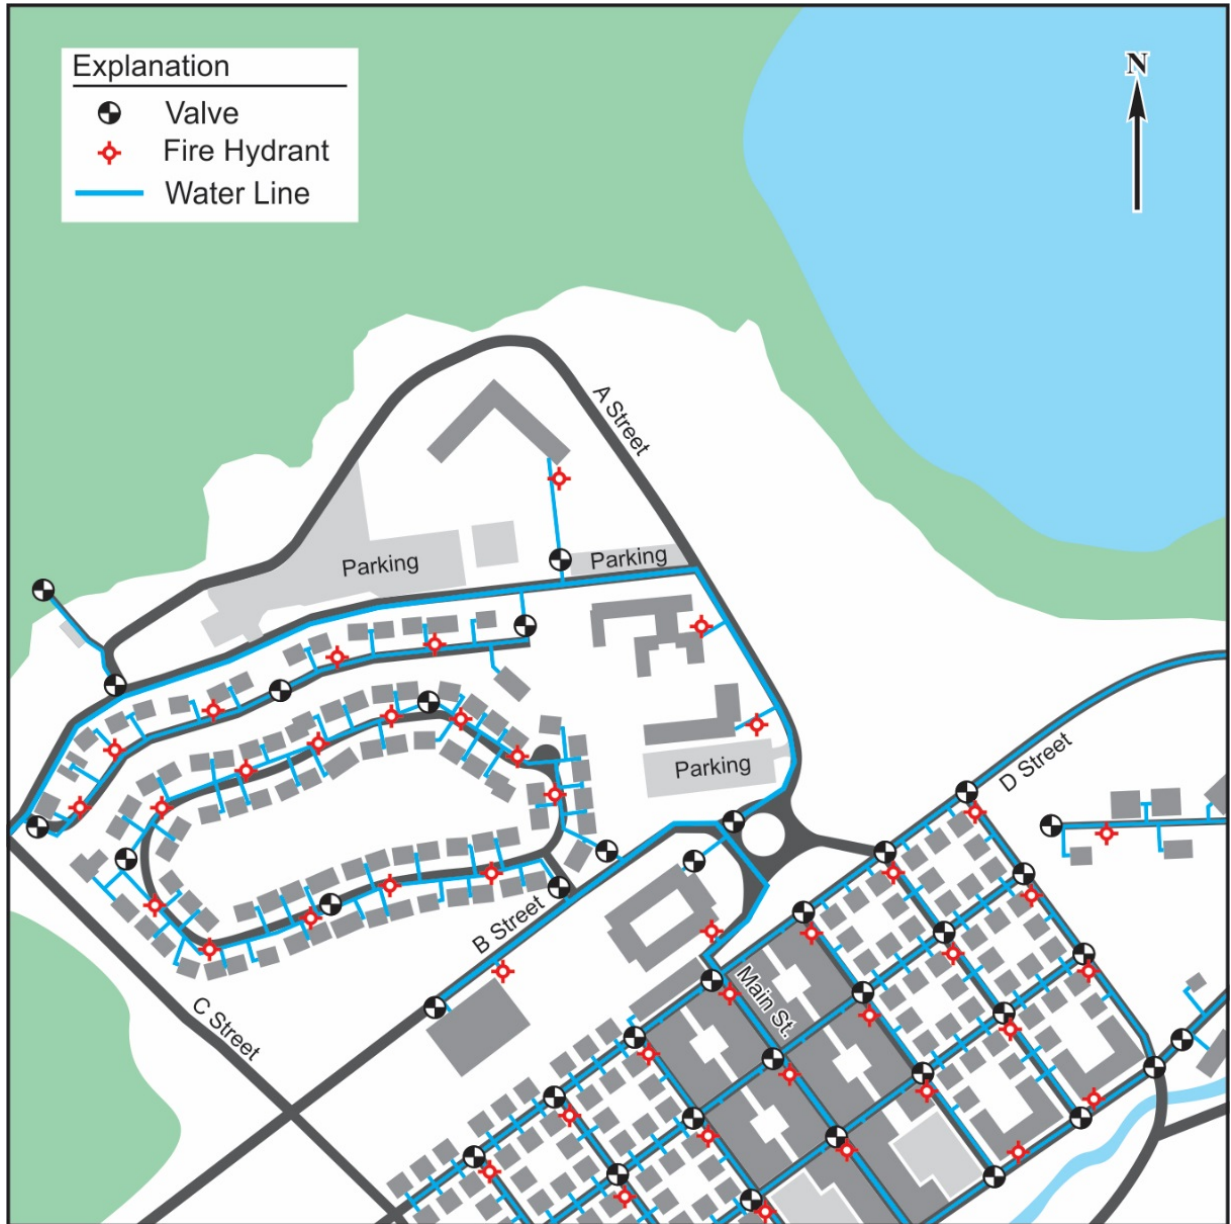 Explanation
Valve
Fire Hydrant
Water Line
N
A Street
Parking
Parking
D Street
Parking
B Street
Main St.
C Street